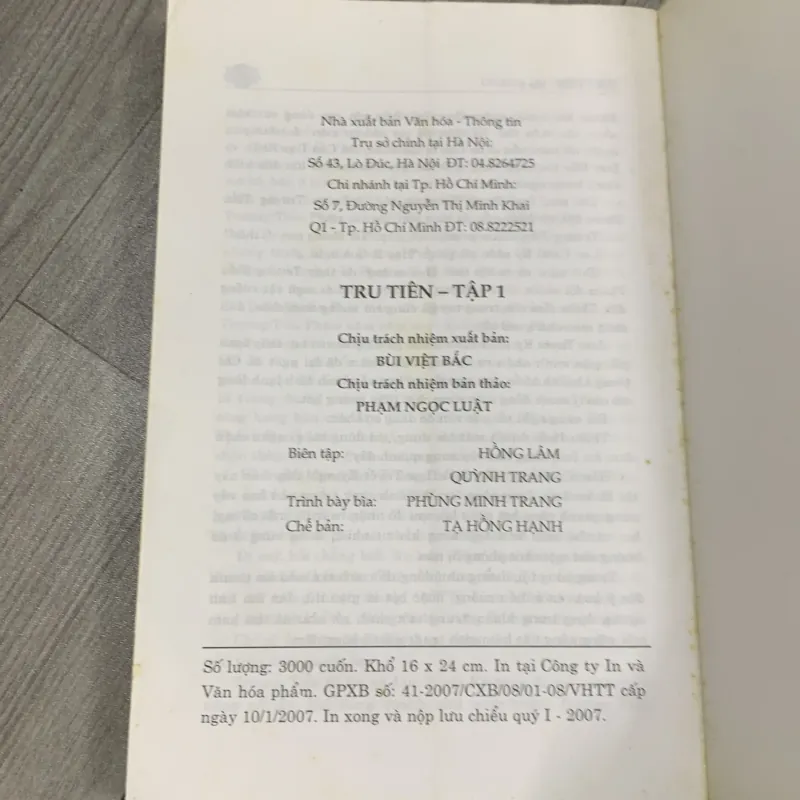 Nhà xuất bản Văn hóa - Thông tin
Trụ sở chính tại Hà Nội:
Số 43, Lò Đúc, Hà Nội ĐT: 04.8264725
Chi nhánh tại Tp. Hồ Chí Minh:
Số 7, Đường Nguyễn Thị Minh Khai
Q1 - Tp. Hồ Chí Minh ĐT: 08.8222521
TRU TIÊN – TẬP 1
Chịu trách nhiệm xuất bản:
BÙI VIỆT BẮC
Chịu trách nhiệm bản thảo:
PHẠM NGỌC LUẬT
Biên tập: HỒNG LÂM
QUỲNH TRANG
Trình bày bìa: PHÙNG MINH TRANG
Chế bản: TẠ HỒNG HẠNH
Số lượng: 3000 cuốn. Khổ 16 x 24 cm. In tại Công ty In và
Văn hóa phẩm. GPXB số: 41-2007/CXB/08/01-08/VHTT cấp
ngày 10/1/2007. In xong và nộp lưu chiểu quý I - 2007.